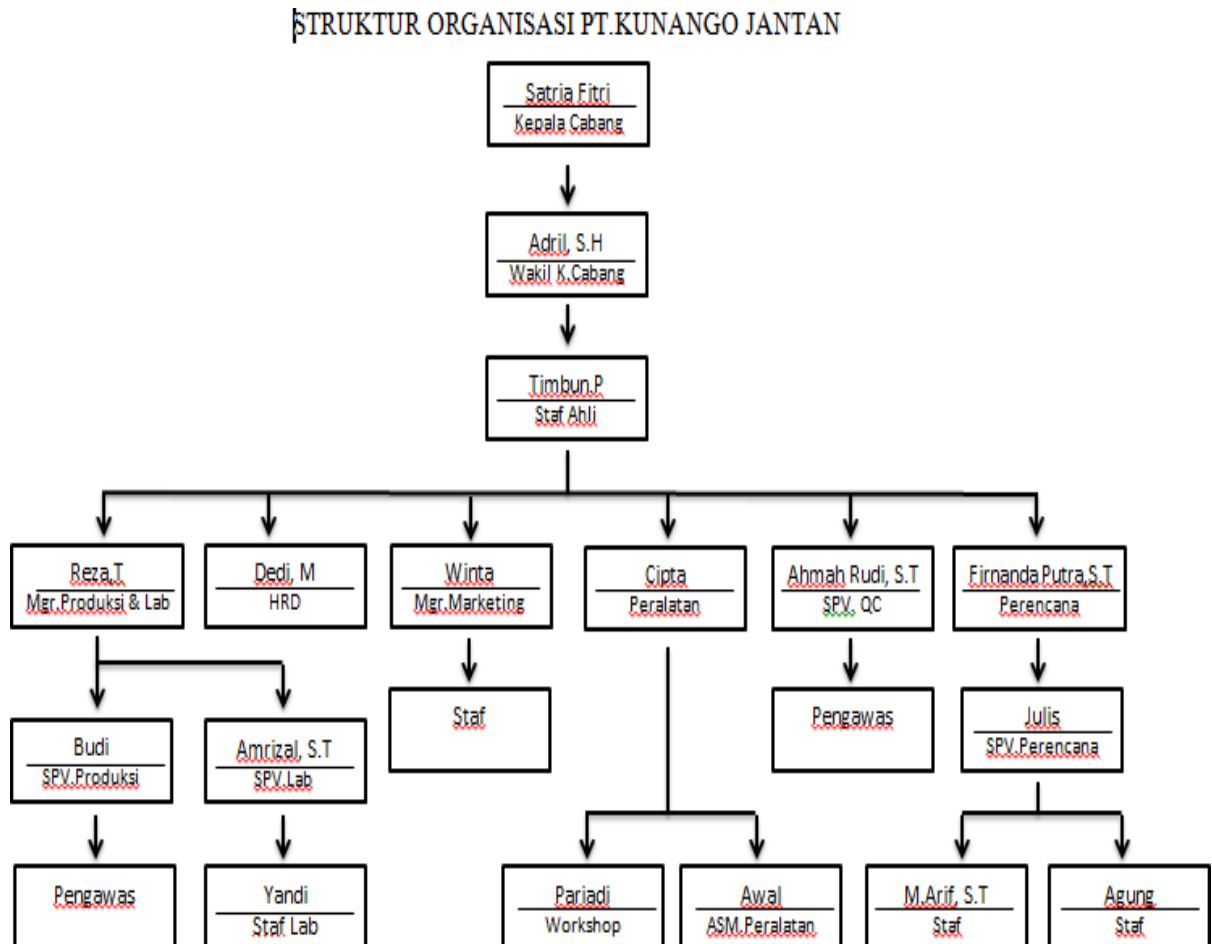 STRUKTUR ORGANISASI PT.KUNANGO JANTAN
Satria Fitri
Kepala Cabang
Adril, S.H
Wakil K.Cabang
Timbun.P
Staf Ahli
Reza.T
Mgr.Produksi & Lab
Dedi, M
HRD
Winta
Mgr.Marketing
Cipta
Peralatan
Ahmah Rudi, S.T
SPV. QC
Firnanda Putra,S.T
Perencana
Budi
SPV.Produksi
Amrizal, S.T
SPV.Lab
Staf
Pengawas
Julis
SPV.Perencana
Pengawas
Yandi
Staf Lab
Pariadi
Workshop
Awal
ASM.Peralatan
M.Arif, S.T
Staf
Agung
Staf